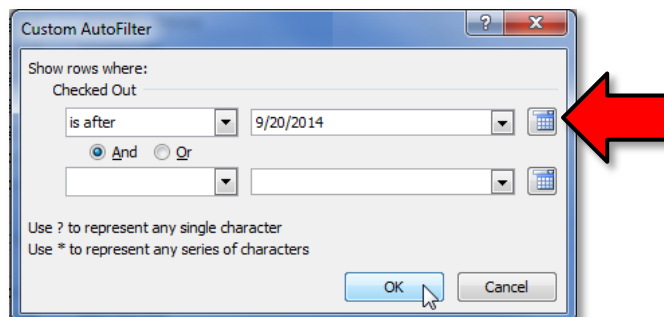 Custom AutoFilter
Show rows where:
Checked Out
is after 9/20/2014
And Or
Use ? to represent any single character
Use * to represent any series of characters
OK Cancel